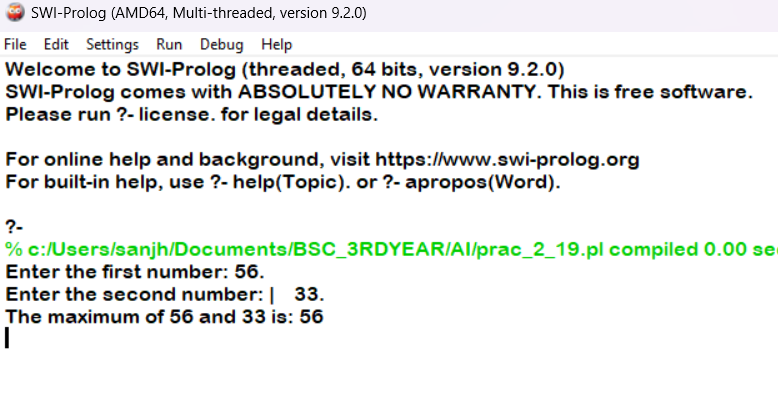 SWI-Prolog (AMD64, Multi-threaded, version 9.2.0)
File Edit Settings Run Debug Help
Welcome to SWI-Prolog (threaded, 64 bits, version 9.2.0)
SWI-Prolog comes with ABSOLUTELY NO WARRANTY. This is free software.
Please run ?- license. for legal details.
For online help and background, visit https://www.swi-prolog.org
For built-in help, use ?- help(Topic). or ?- apropos(Word).
?-
% c:/Users/sanjh/Documents/BSC_3RDYEAR/AI/prac_2_19.pl compiled 0.00 se
Enter the first number: 56.
Enter the second number: |    33.
The maximum of 56 and 33 is: 56